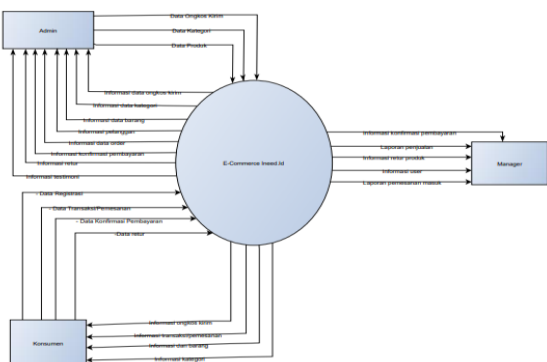 Data Ongkos Kirim
Admin
Data Kategori
Data Produk
Informasi data ongkos kirim
Informasi data kategori
Informasi data barang
Informasi pelanggan
Informasi data order
Informasi konfirmasi pembayaran
Informasi retur
Informasi testimoni
E-Commerce Ineed.Id
Informasi konfirmasi pembayaran
Laporan penjualan
Informasi retur produk
Informasi user
Laporan pemesanan masuk
Manager
- Data Registrasi
- Data Transaksi/Pemesanan
- Data Konfirmasi Pembayaran
-Data retur
Konsumen
Informasi ongkos kirim
Informasi transaksi/pemesanan
Informasi dan barang
Informasi kategori